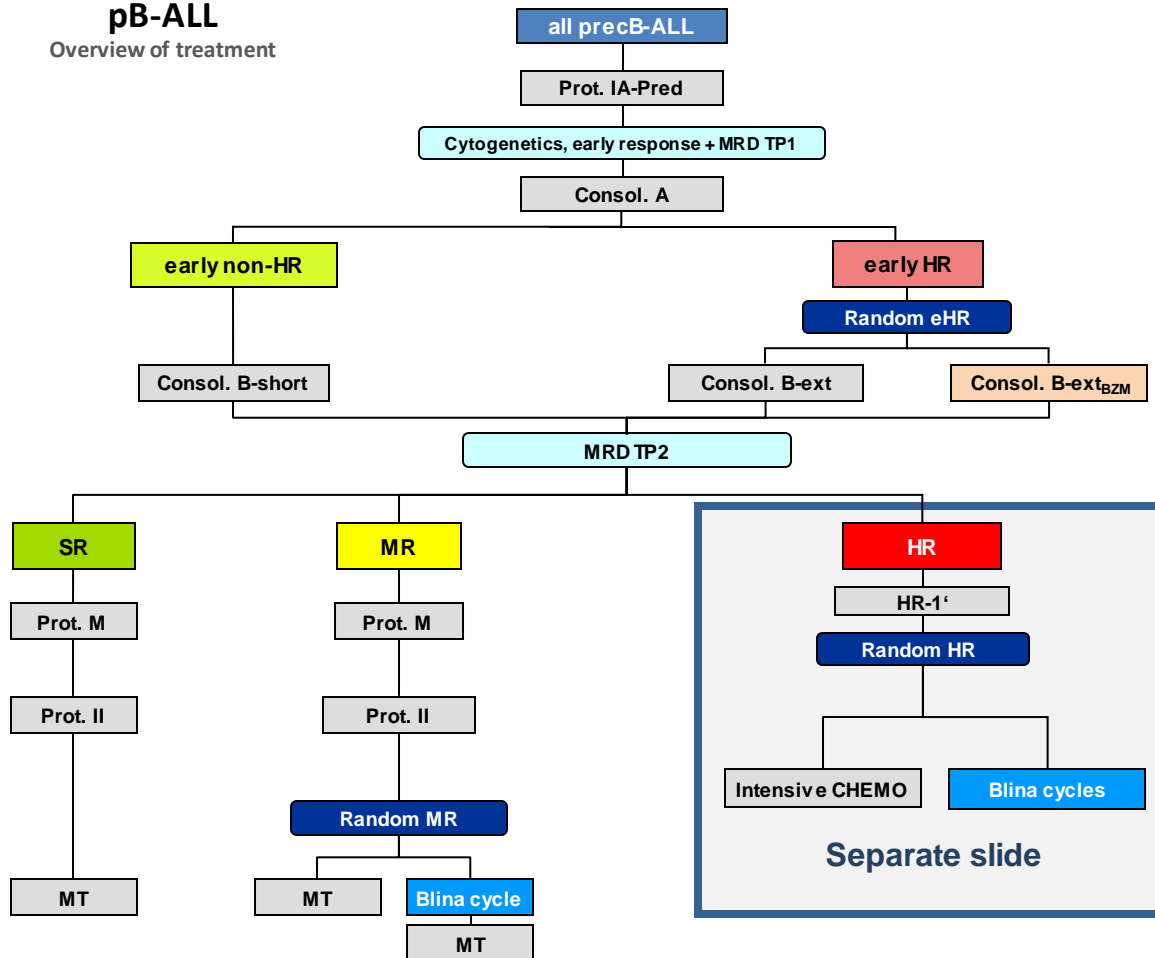 pB-ALL
Overview of treatment
all precB-ALL
Prot. IA-Pred
Cytogenetics, early response + MRD TP1
Consol. A
early non-HR
early HR
Random eHR
Consol. B-short
Consol. B-ext
Consol. B-extBZM
MRD TP2
SR
MR
HR
HR-1‘
Prot. M
Prot. M
Random HR
Prot. II
Prot. II
Intensive CHEMO
Blina cycles
Random MR
Separate slide
MT
MT
Blina cycle
MT